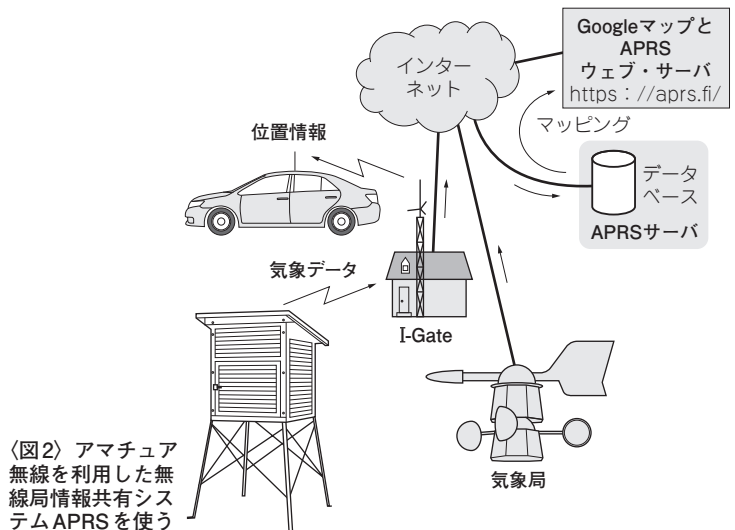 Googleマップと
APRS
ウェブ・サーバ
https：//aprs.fi/
インター
ネット
マッピング
位置情報
データ
ベース
APRSサーバ
気象データ
I-Gate
気象局
〈図2〉アマチュア
無線を利用した無
線局情報共有シス
テムAPRSを使う